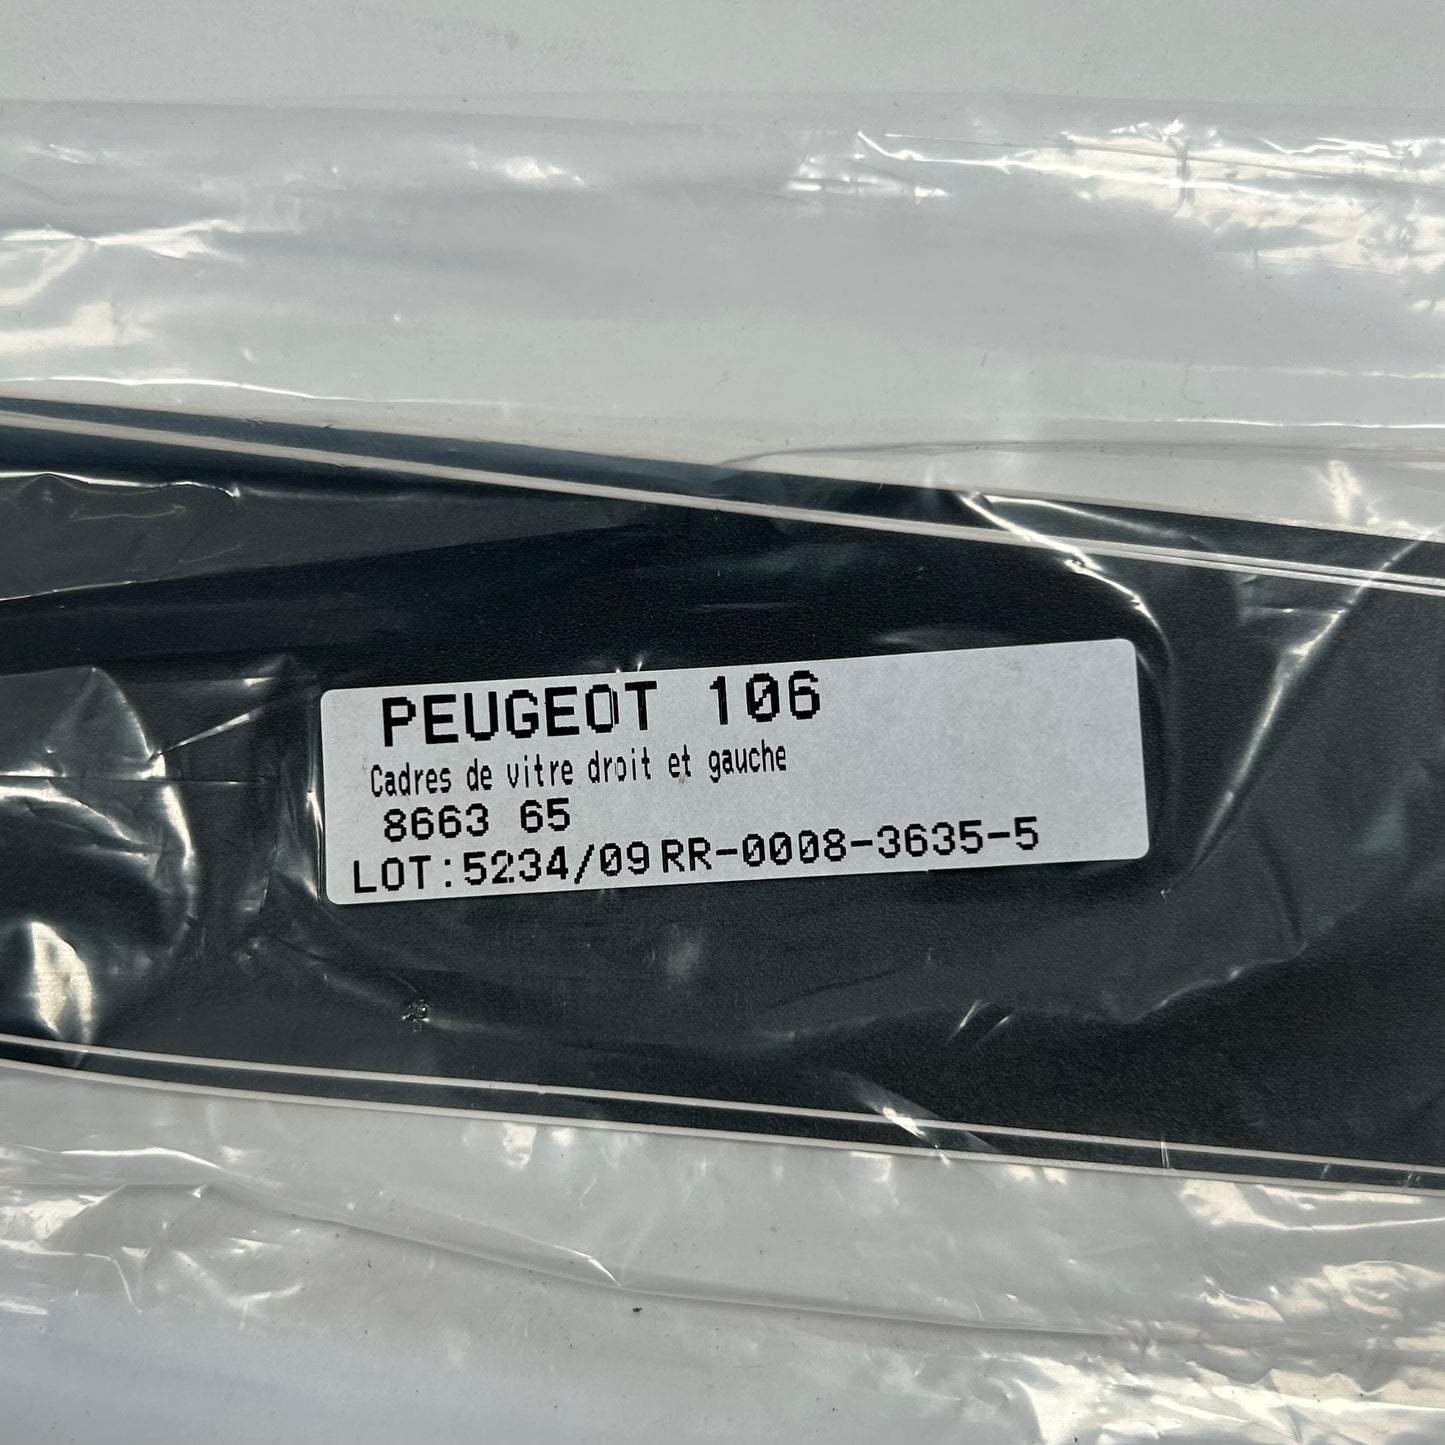 PEUGEOT 106
Cadres de vitre droit et gauche
8663 65
LOT:5234/09 RR-0008-3635-5